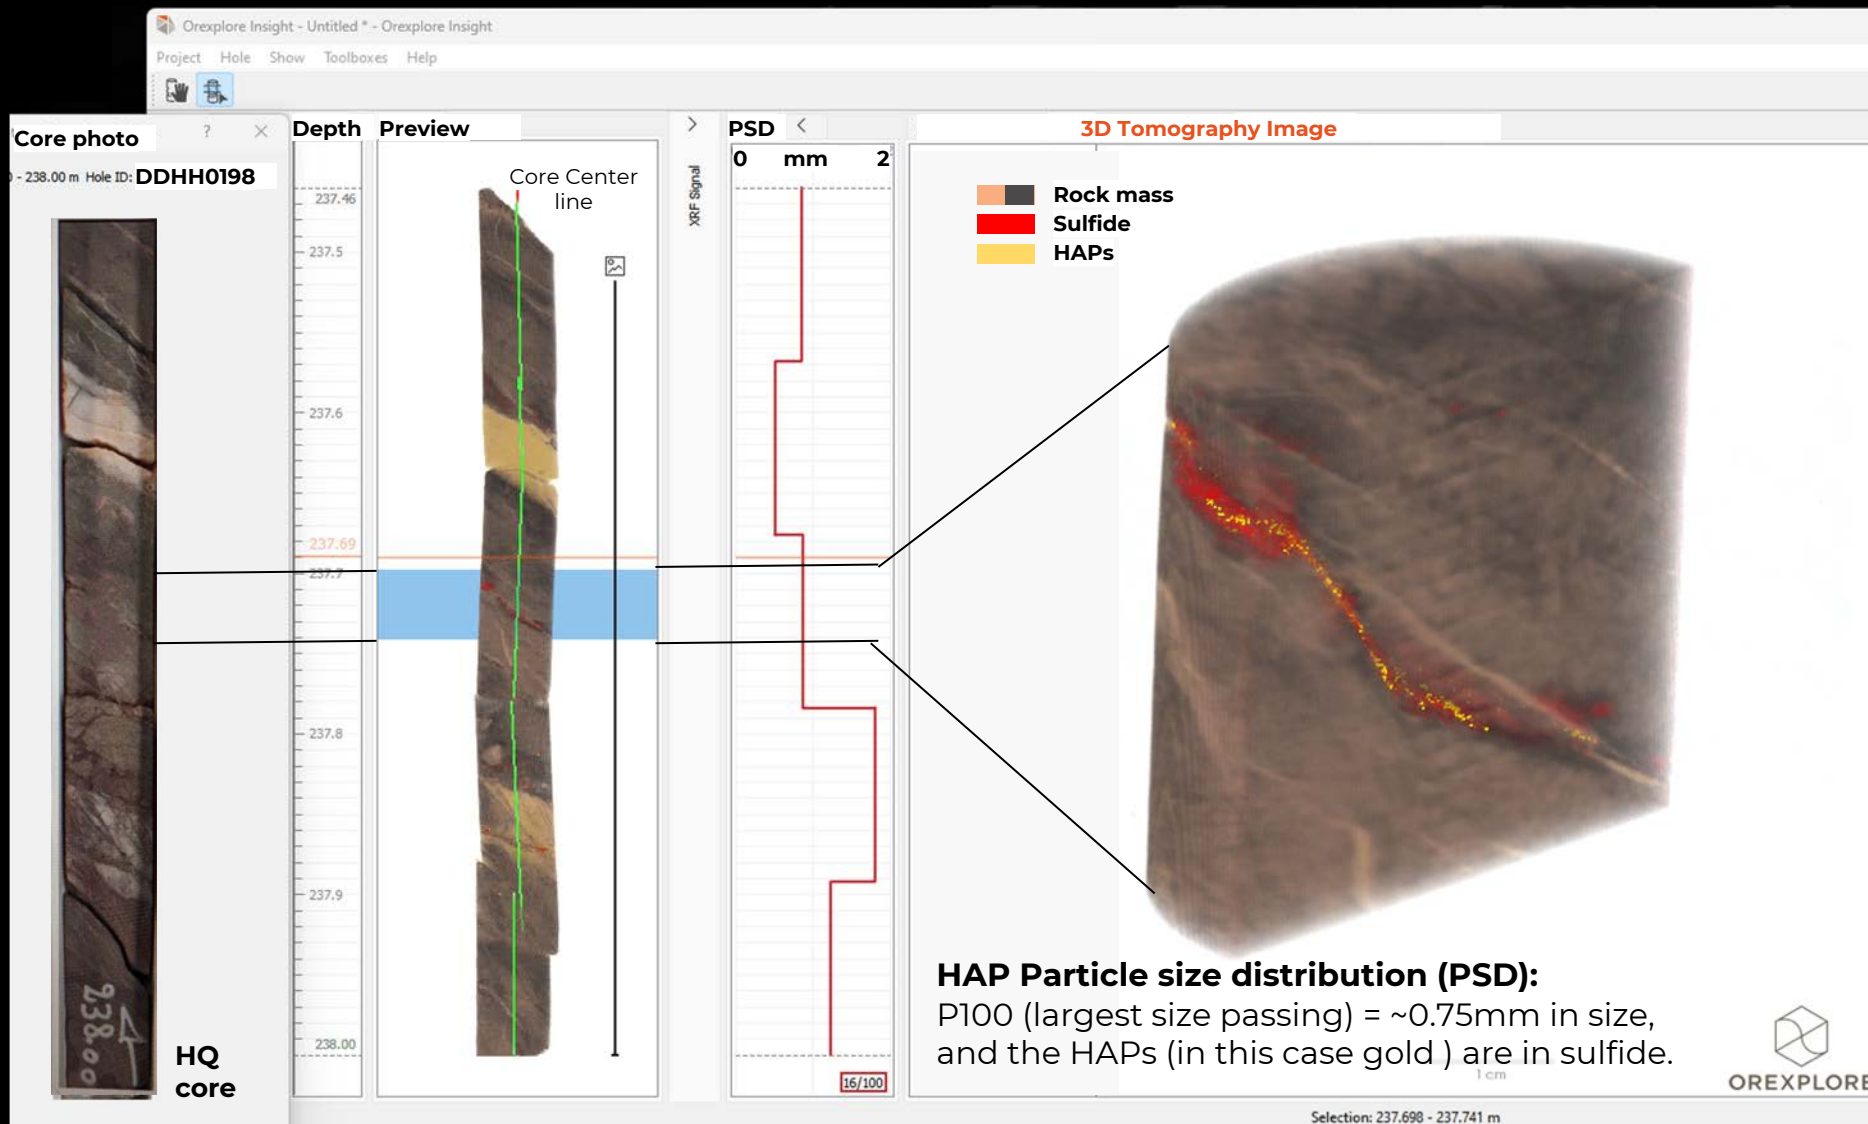 Orexplore Insight - Untitled * - Orexplore Insight
Project Hole Show Toolboxes Help
Core photo ? Depth Preview PSD 3D Tomography Image
0 mm 2
- 238.00 m Hole ID: DDHH0198
Core Center
line
XRF Signal
237.46
237.5
237.6
237.69
237.7
237.8
237.9
238.00
Rock mass
Sulfide
HAPs
238.00
HQ
core
16/100
HAP Particle size distribution (PSD):
P100 (largest size passing) = ~0.75mm in size,
and the HAPs (in this case gold ) are in sulfide.
1 cm
OREXPLORE
Selection: 237.698 - 237.741 m